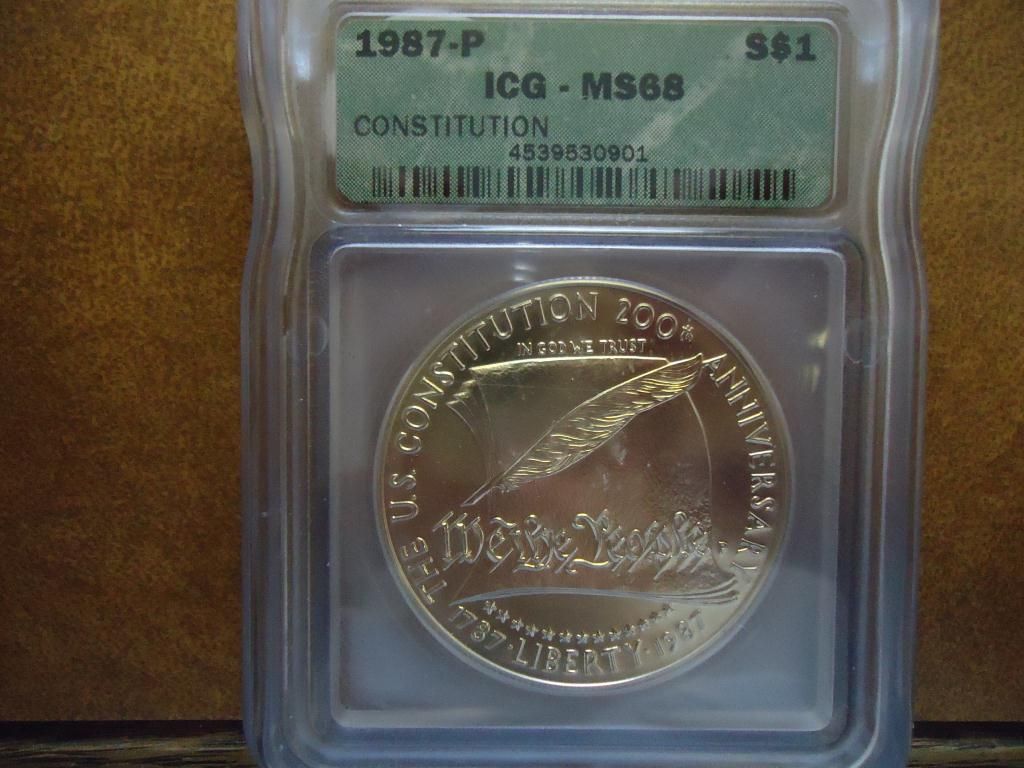 1987-P S$1
ICG - MS68
CONSTITUTION
4539530901
THE U.S. CONSTITUTION 200th ANNIVERSARY
IN GOD WE TRUST
We the People,
1787 · LIBERTY · 1987